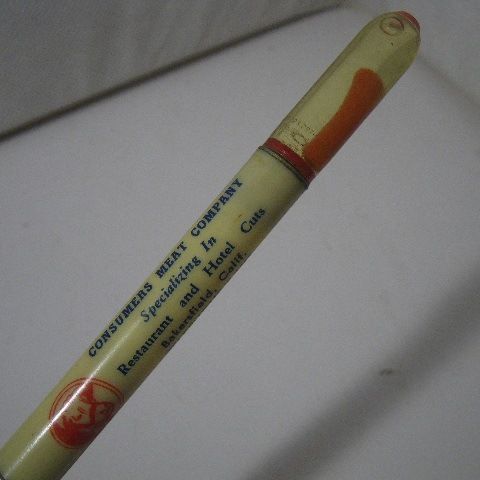 CONSUMERS MEAT COMPANY
Specializing In
Restaurant and Hotel Cuts
Bakersfield, Calif.